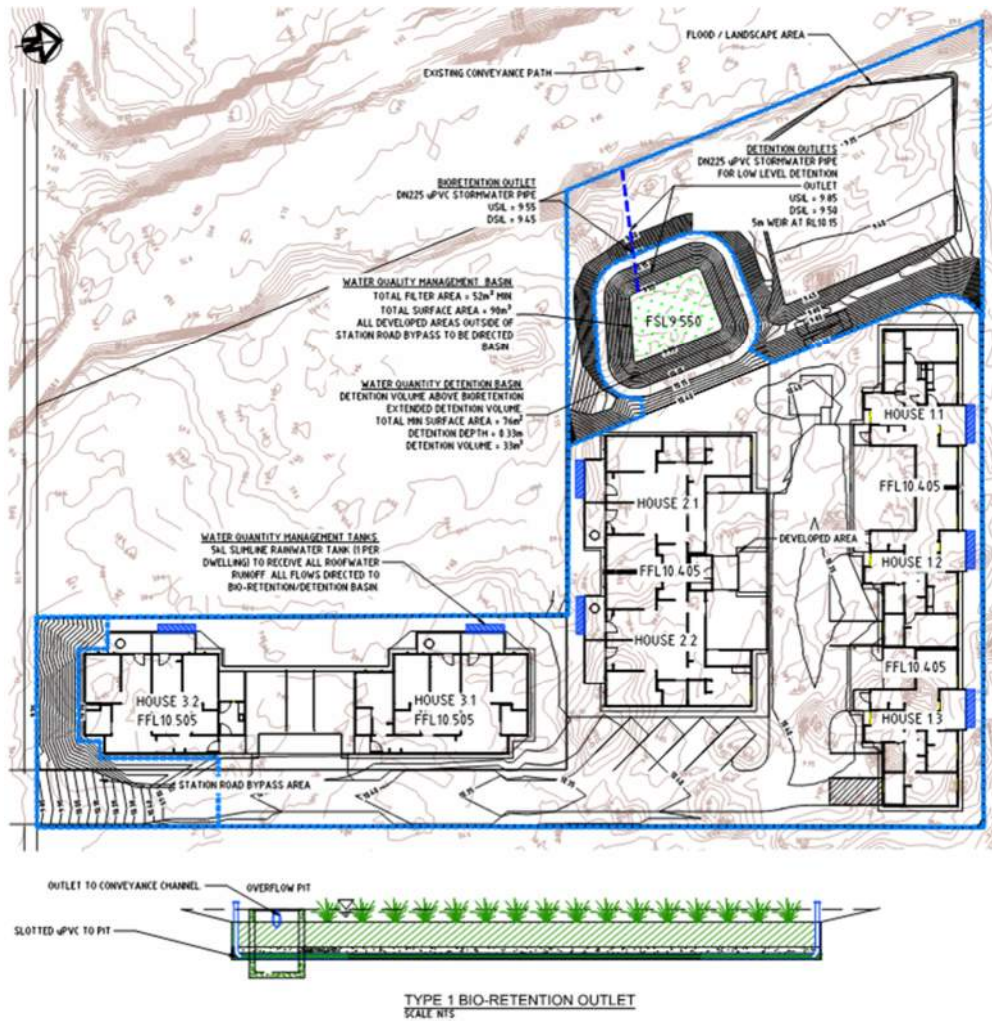 FLOOD / LANDSCAPE AREA
EXISTING CONVEYANCE PATH
DETENTION OUTLETS
DN225 uPVC STORMWATER PIPE
FOR LOW LEVEL DETENTION
OUTLET
USIL = 9.85
DSIL = 9.50
5m WEIR AT RL10.15
BIORETENTION OUTLET
DN225 uPVC STORMWATER PIPE
USIL = 9.55
DSIL = 9.45
WATER QUALITY MANAGEMENT BASIN
TOTAL FILTER AREA = 52m² MIN
TOTAL SURFACE AREA = 90m²
ALL DEVELOPED AREAS OUTSIDE OF
STATION ROAD BYPASS TO BE DIRECTED
BASIN
FSL9.550
WATER QUANTITY DETENTION BASIN
DETENTION VOLUME ABOVE BIORETENTION
EXTENDED DETENTION VOLUME
TOTAL MIN SURFACE AREA = 76m²
DETENTION DEPTH = 0.33m
DETENTION VOLUME = 33m³
HOUSE 1.1
FFL10.405
HOUSE 2.1
DEVELOPED AREA
FFL10.405
HOUSE 1.2
WATER QUANTITY MANAGEMENT TANKS
5kL SLIMLINE RAINWATER TANK (1 PER
DWELLING) TO RECEIVE ALL ROOFWATER
RUNOFF ALL FLOWS DIRECTED TO
BIO-RETENTION/DETENTION BASIN
HOUSE 2.2
FFL10.405
HOUSE 3.2
FFL10.505
HOUSE 3.1
FFL10.505
HOUSE 1.3
STATION ROAD BYPASS AREA
OUTLET TO CONVEYANCE CHANNEL
OVERFLOW PIT
SLOTTED uPVC TO PIT
TYPE 1 BIO-RETENTION OUTLET
SCALE NTS